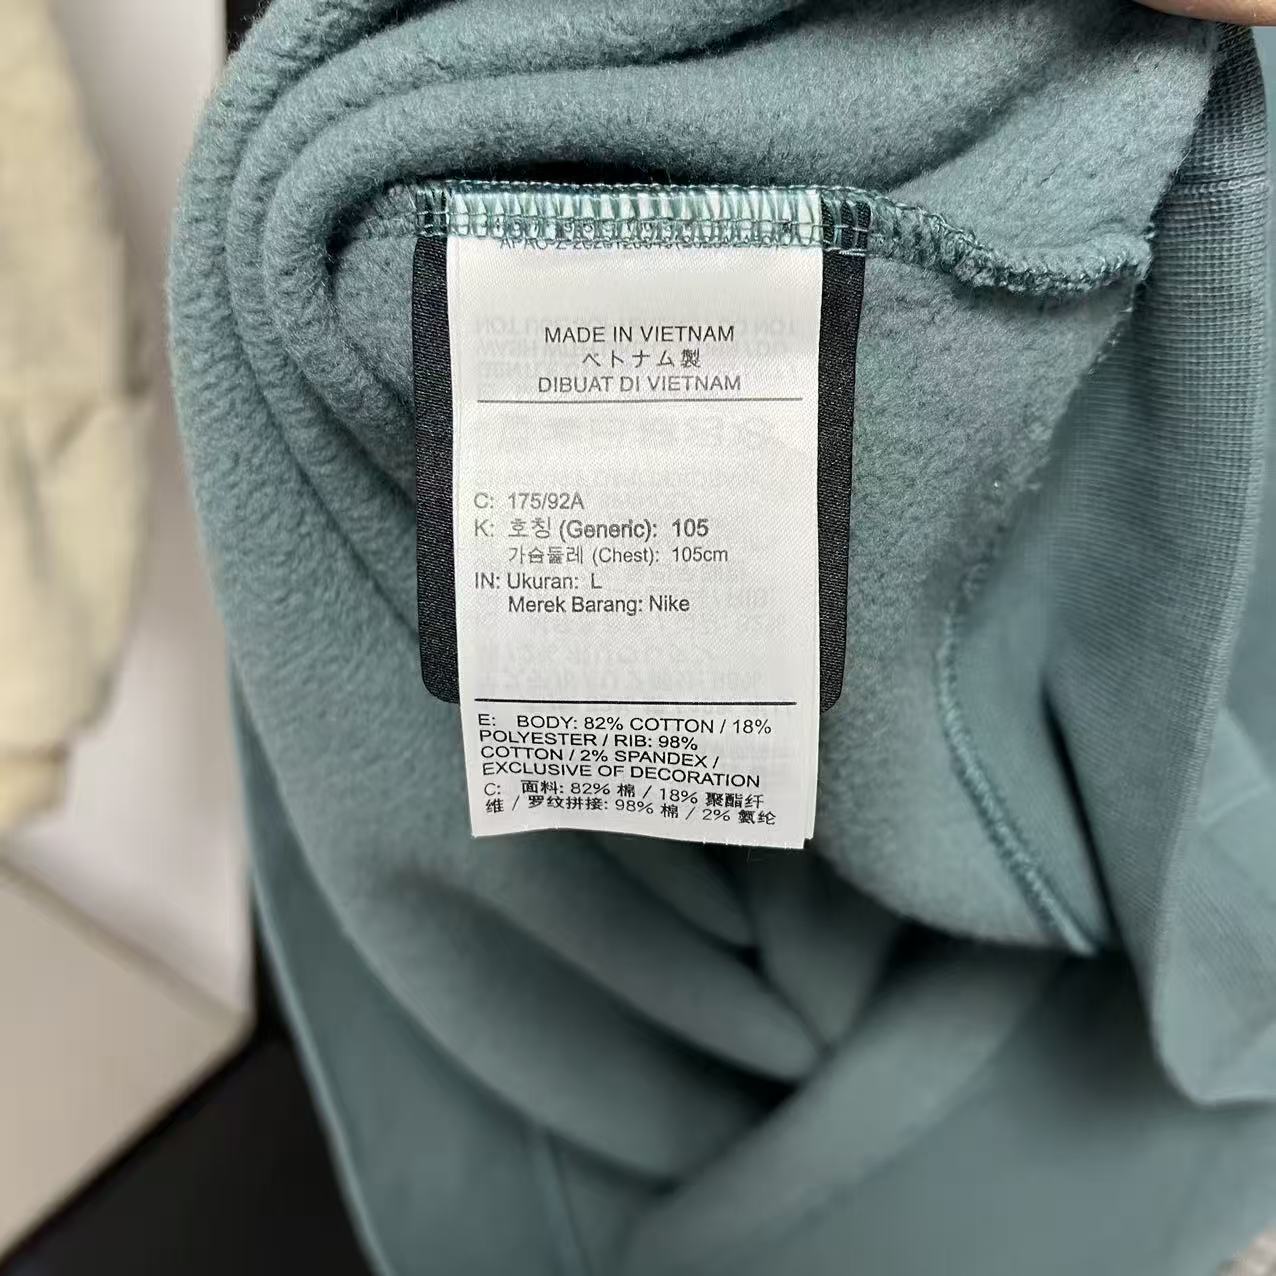 MADE IN VIETNAM
ベトナム製
DIBUAT DI VIETNAM
C: 175/92A
K: 호칭 (Generic): 105
가슴둘레 (Chest): 105cm
IN: Ukuran: L
Merek Barang: Nike
E: BODY: 82% COTTON / 18%
POLYESTER / RIB: 98%
COTTON / 2% SPANDEX /
EXCLUSIVE OF DECORATION
C: 面料: 82% 棉 / 18% 聚酯纤
维 / 罗纹拼接: 98% 棉 / 2% 氨纶